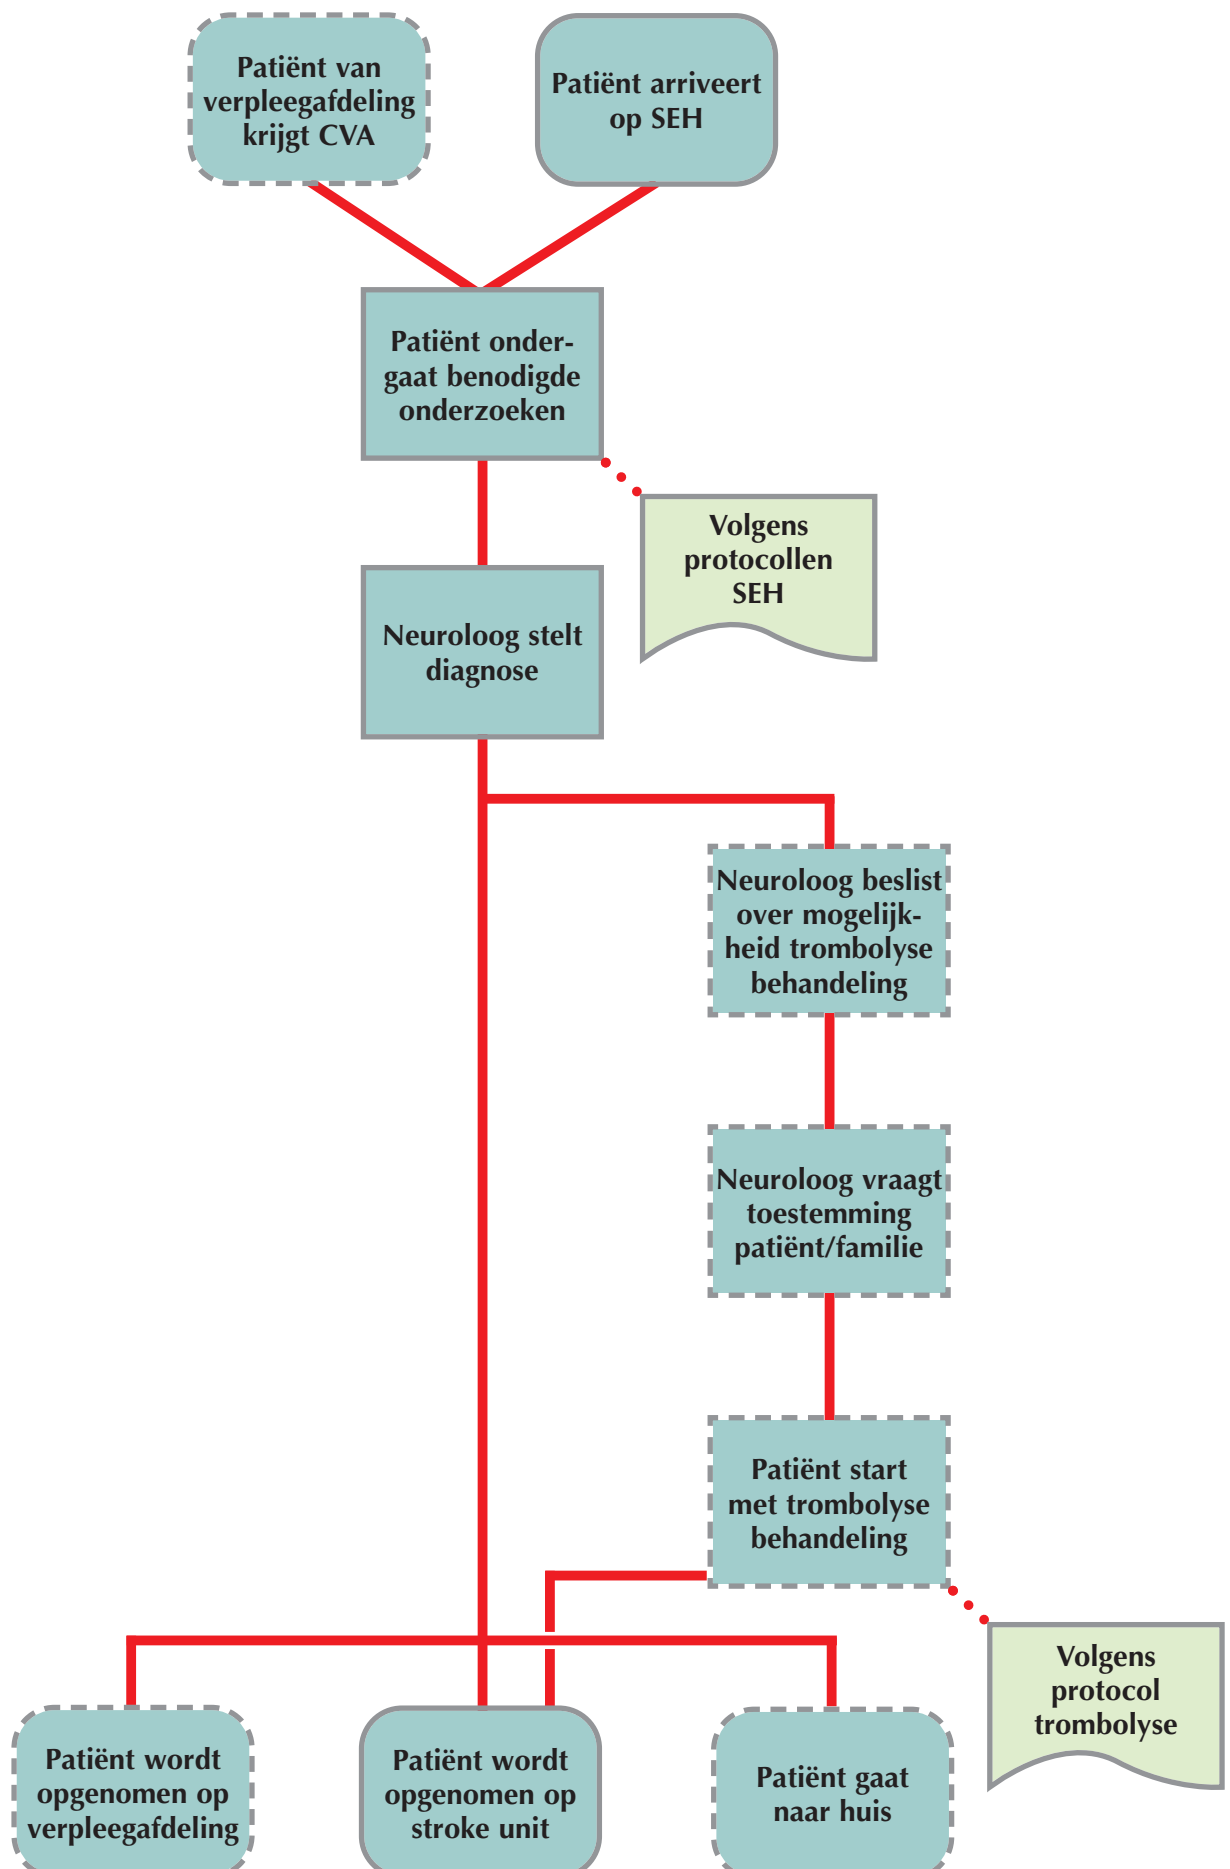 Patiënt van
verpleegafdeling
krijgt CVA
Patiënt arriveert
op SEH
Patiënt onder-
gaat benodigde
onderzoeken
Volgens
protocollen
SEH
Neuroloog stelt
diagnose
Neuroloog beslist
over mogelijk-
heid trombolyse
behandeling
Neuroloog vraagt
toestemming
patiënt/familie
Patiënt start
met trombolyse
behandeling
Volgens
protocol
trombolyse
Patiënt wordt
opgenomen op
verpleegafdeling
Patiënt wordt
opgenomen op
stroke unit
Patiënt gaat
naar huis